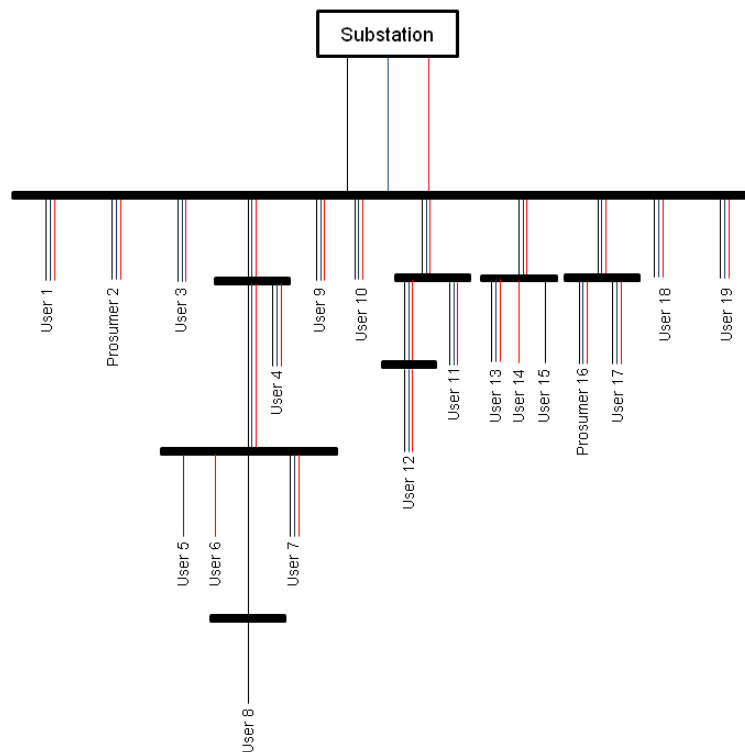 Substation
User 1
Prosumer 2
User 3
User 4
User 9
User 10
User 11
User 12
User 13
User 14
User 15
Prosumer 16
User 17
User 18
User 19
User 5
User 6
User 7
User 8